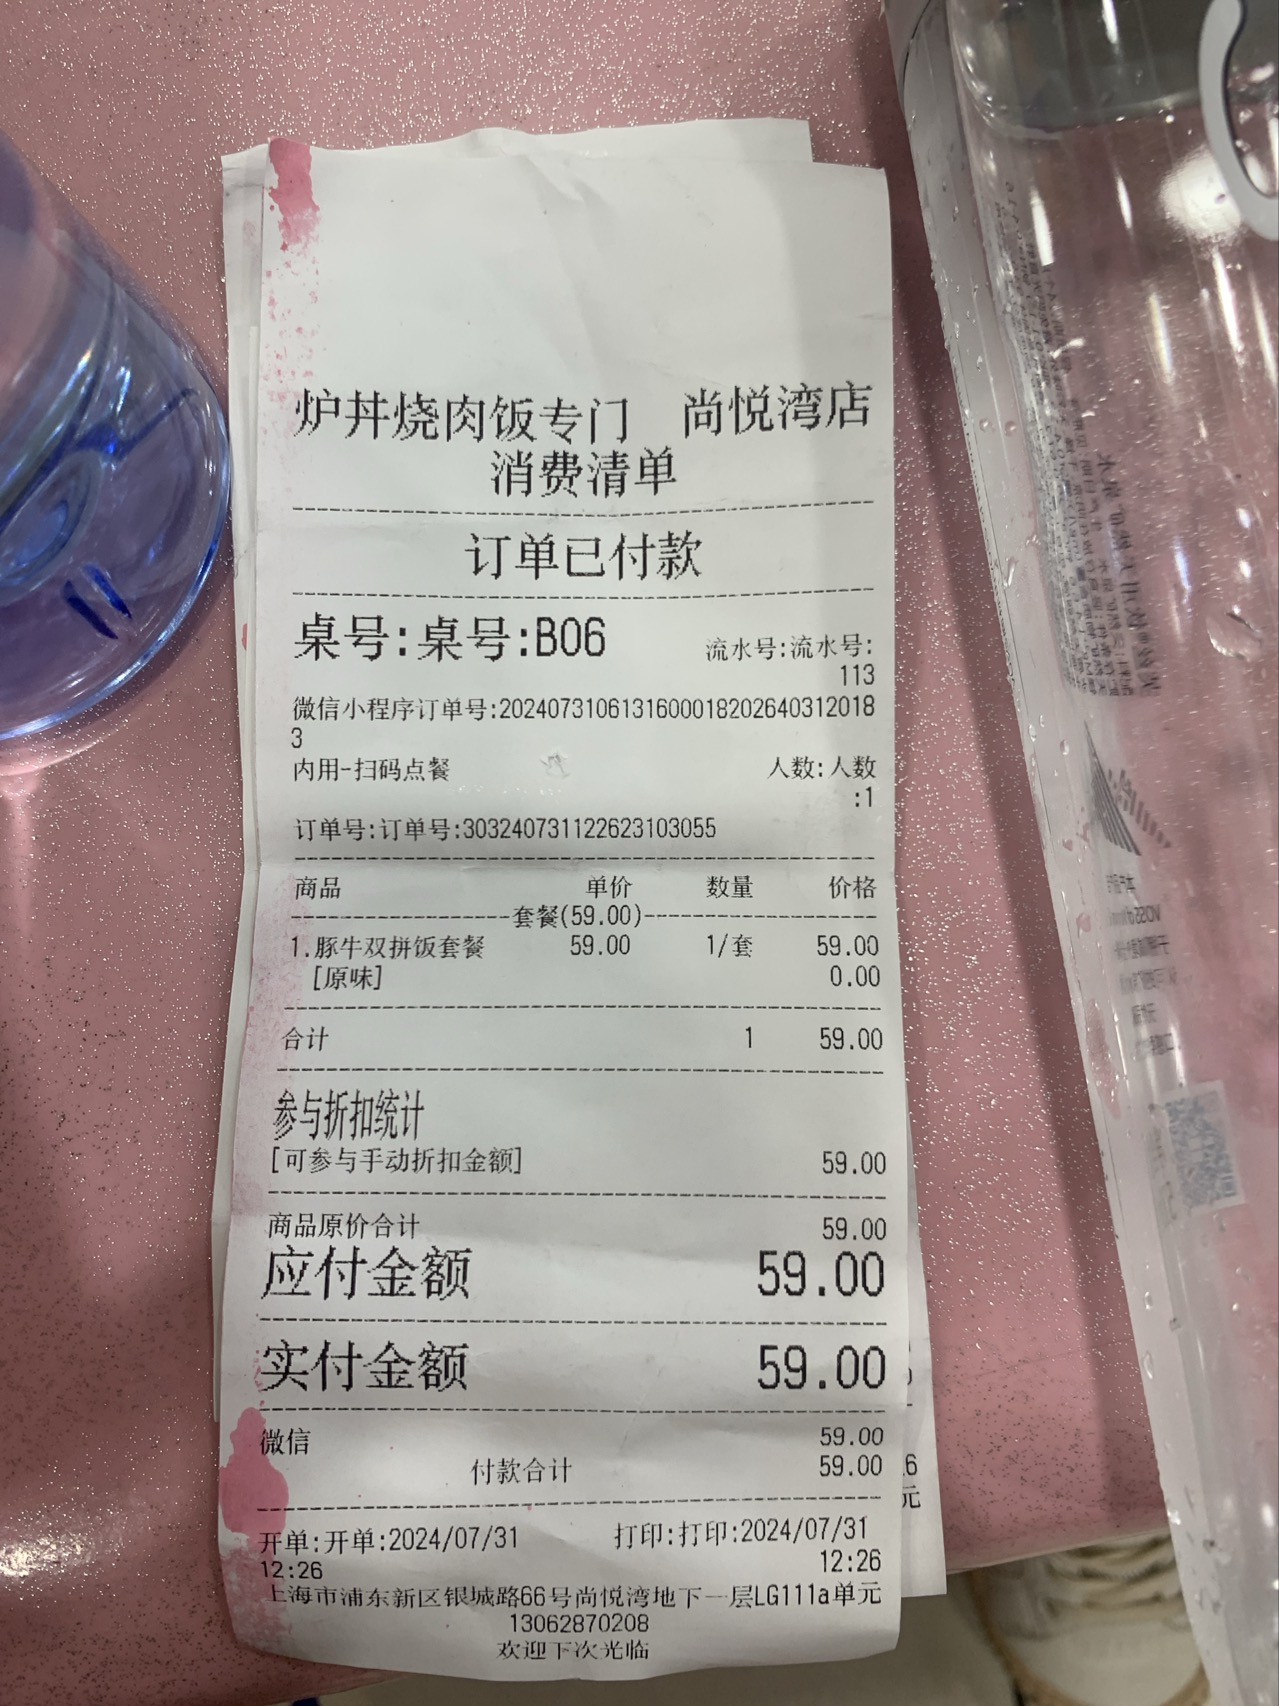 炉丼烧肉饭专门 尚悦湾店
消费清单
订单已付款
桌号:桌号:B06 流水号:流水号:
113
微信小程序订单号:202407310613160001820264031​2018
3
内用-扫码点餐 人数:人数
:1
订单号:订单号:303240731122623103055
商品 单价 数量 价格
套餐(59.00)
1.豚牛双拼饭套餐 59.00 1/套 59.00
[原味] 0.00
合计 1 59.00
参与折扣统计
[可参与手动折扣金额] 59.00
商品原价合计 59.00
应付金额 59.00
实付金额 59.00
微信 59.00
付款合计 59.00
开单:开单:2024/07/31 打印:打印:2024/07/31
12:26 12:26
上海市浦东新区银城路66号尚悦湾地下一层LG111a单元
13062870208
欢迎下次光临
6
元
VOSS